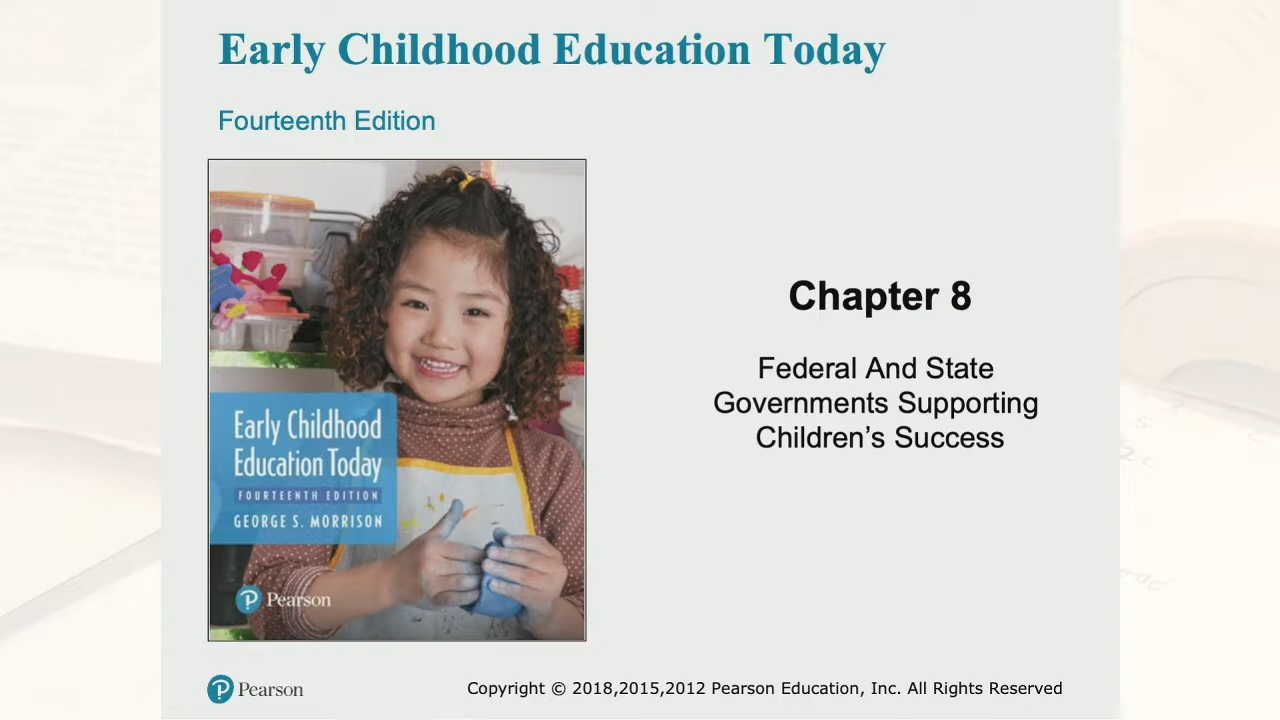 Early Childhood Education Today
Fourteenth Edition
Early Childhood
Education Today
FOURTEENTH EDITION
GEORGE S. MORRISON
Pearson
Chapter 8
Federal And State
Governments Supporting
Children’s Success
Pearson
Copyright © 2018,2015,2012 Pearson Education, Inc. All Rights Reserved